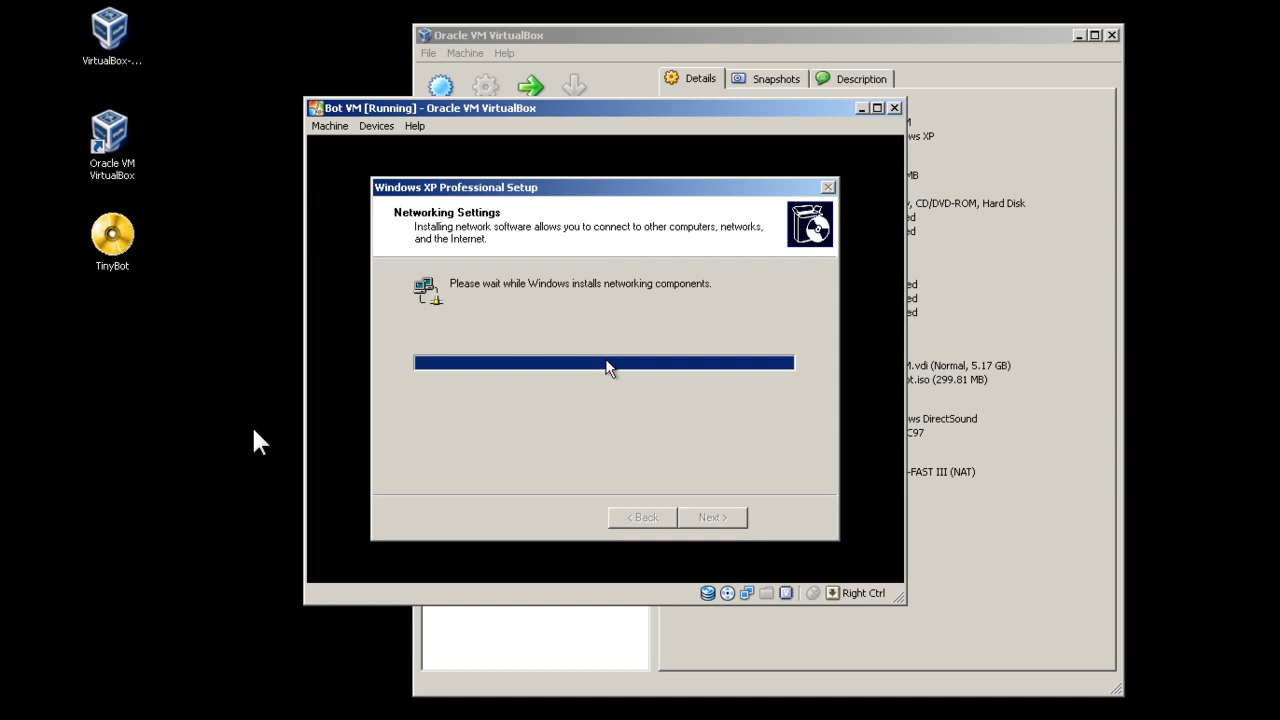 VirtualBox-...
Oracle VM
VirtualBox
TinyBot
Oracle VM VirtualBox
File Machine Help
Details
Snapshots
Description
Bot VM [Running] - Oracle VM VirtualBox
Machine Devices Help
Windows XP Professional Setup
Networking Settings
Installing network software allows you to connect to other computers, networks,
and the Internet.
Please wait while Windows installs networking components.
< Back
Next >
Right Ctrl
M
ws XP
MB
, CD/DVD-ROM, Hard Disk
ed
ed
ed
ed
ed
M.vdi (Normal, 5.17 GB)
ot.iso (299.81 MB)
ws DirectSound
C97
-FAST III (NAT)